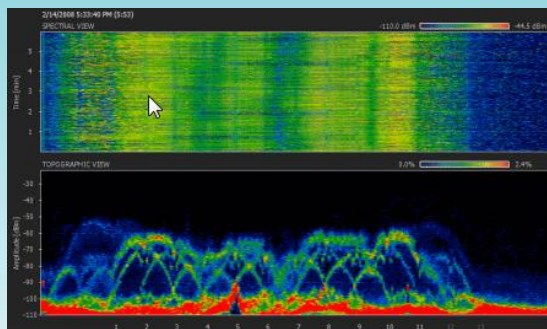 2/14/2008 5:33:40 PM (5:53)
SPECTRAL VIEW
-110.0 dBm
-44.5 dBm
Time [min]
5
4
3
2
1
TOPOGRAPHIC VIEW
0.0%
2.4%
Amplitude [dBm]
-30
-50
-60
-70
-80
-90
-100
-110
1 2 3 4 5 6 7 8 9 10 11 12 13